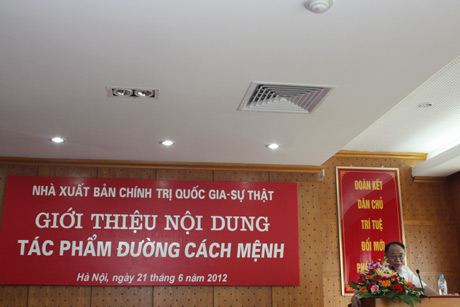 NHÀ XUẤT BẢN CHÍNH TRỊ QUỐC GIA-SỰ THẬT
GIỚI THIỆU NỘI DUNG
TÁC PHẨM ĐƯỜNG CÁCH MỆNH
Hà Nội, ngày 21 tháng 6 năm 2012
ĐOÀN KẾT
DÂN CHỦ
TRÍ TUỆ
ĐỔI MỚI